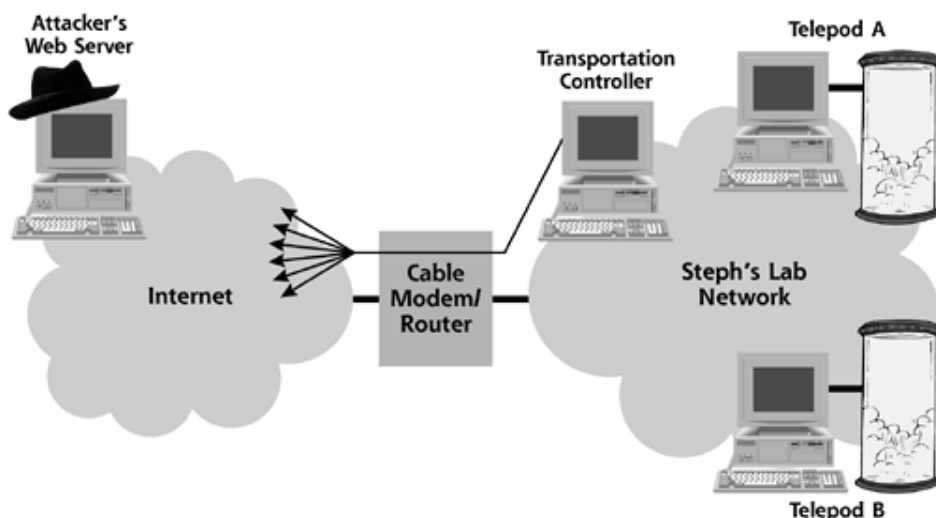 Attacker's
Web Server
Transportation
Controller
Telepod A
Internet
Cable
Modem/
Router
Steph's Lab
Network
Telepod B